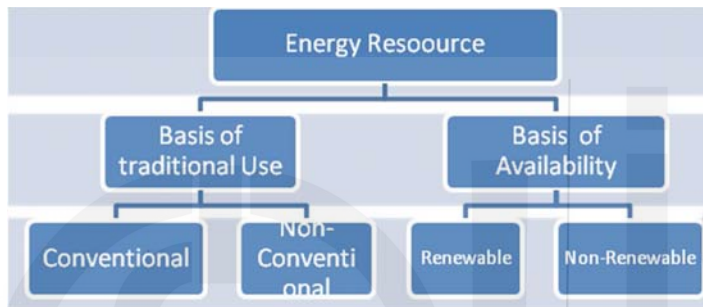 Energy Resoource
Basis of
traditional Use
Basis of
Availability
Conventional
Non-
Conventi
onal
Renewable
Non-Renewable